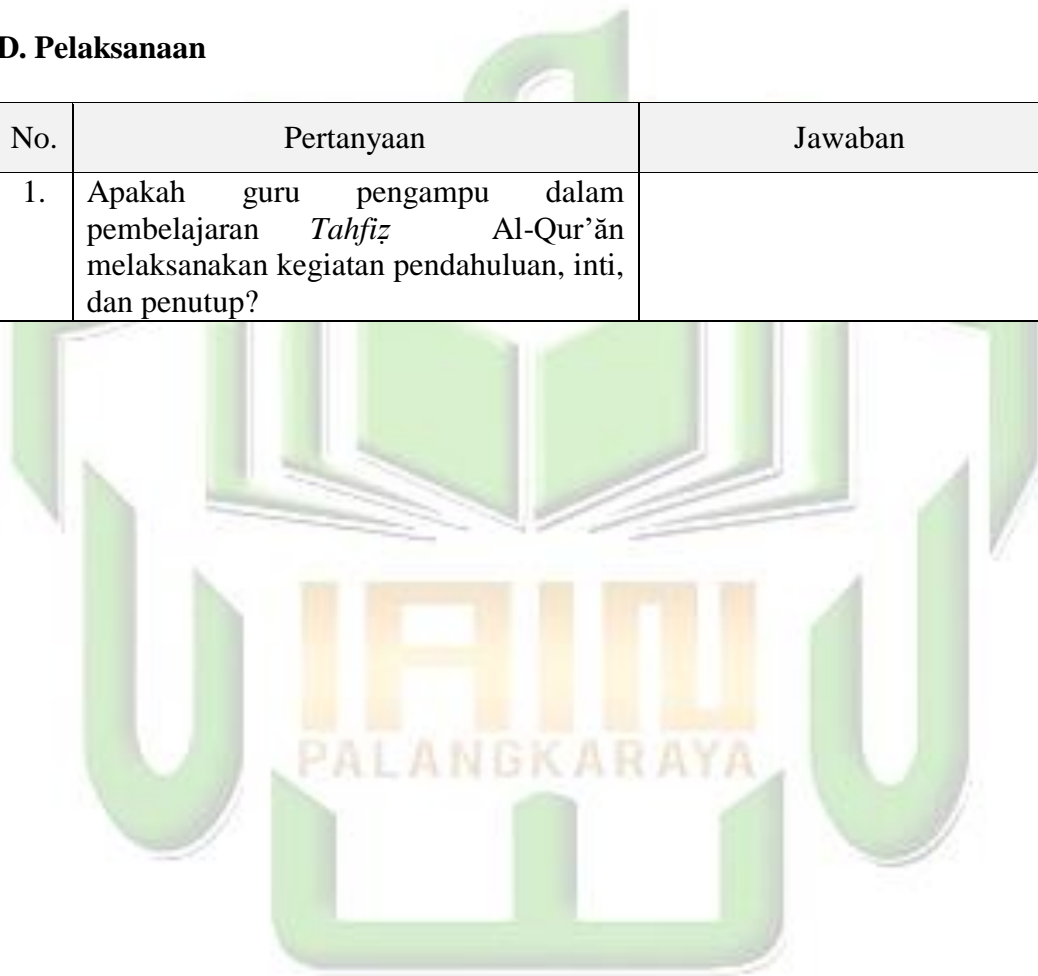 D. Pelaksanaan
No. Pertanyaan Jawaban
1. Apakah guru pengampu dalam
pembelajaran Tahfiẓ Al-Qur’ăn
melaksanakan kegiatan pendahuluan, inti,
dan penutup?
IAIN
PALANGKARAYA